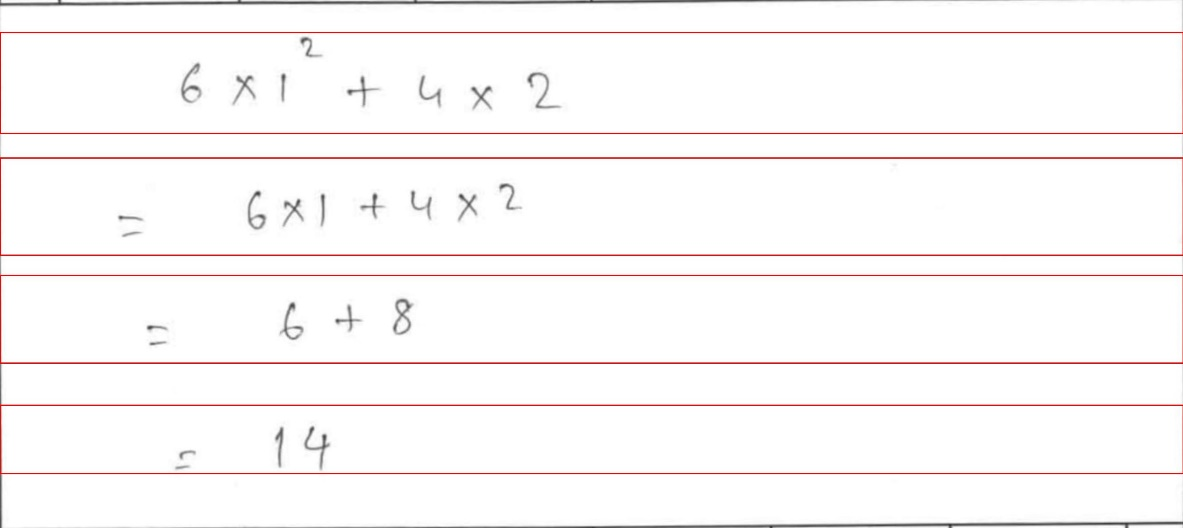 6 × 1² + 4 × 2
= 6 × 1 + 4 × 2
= 6 + 8
= 14